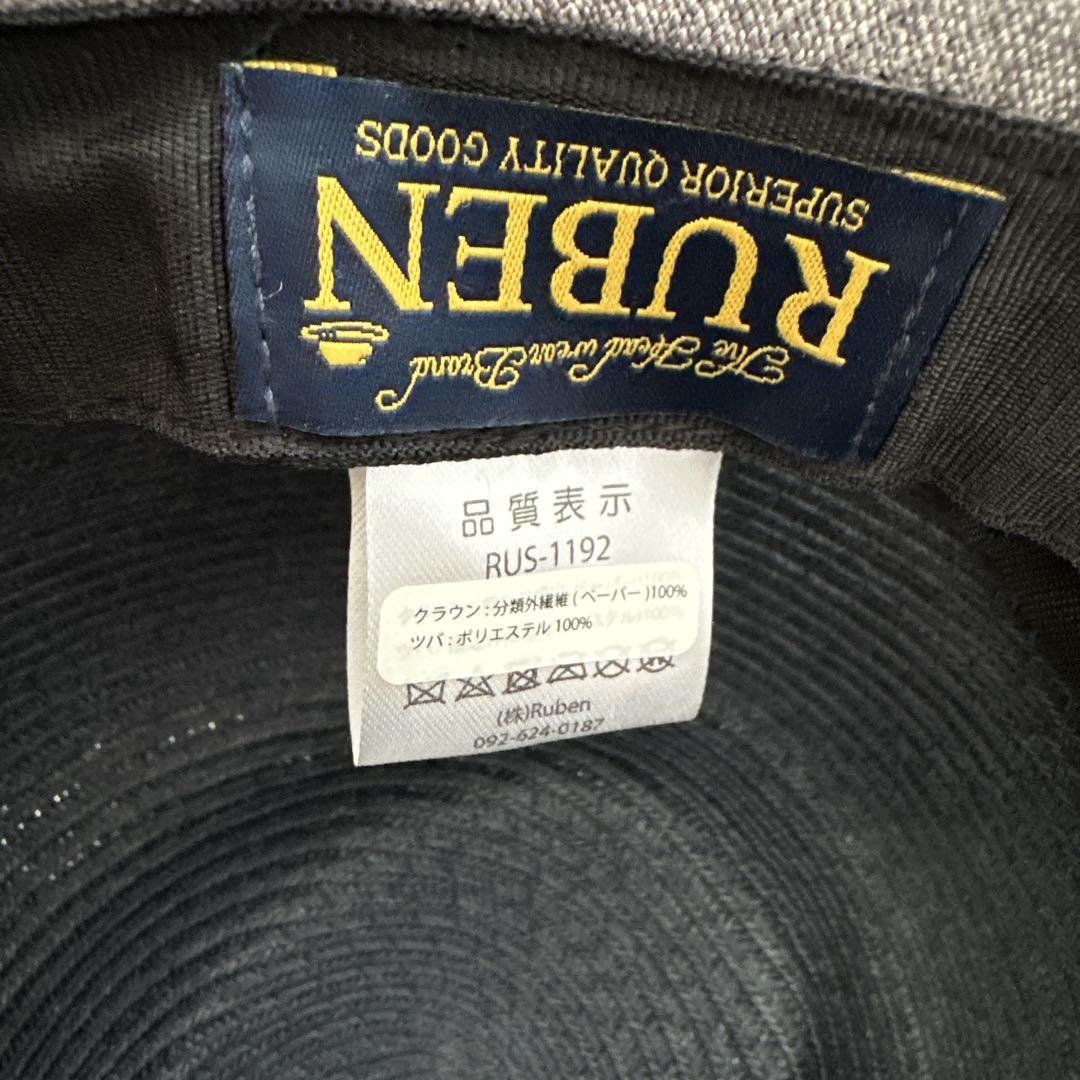 RUBEN
SUPERIOR QUALITY GOODS
The Head wear Brand
品質表示
RUS-1192
クラウン : 分類外繊維 ( ペーパー )100%
ツバ : ポリエステル 100%
(株)Ruben
092-624-0187